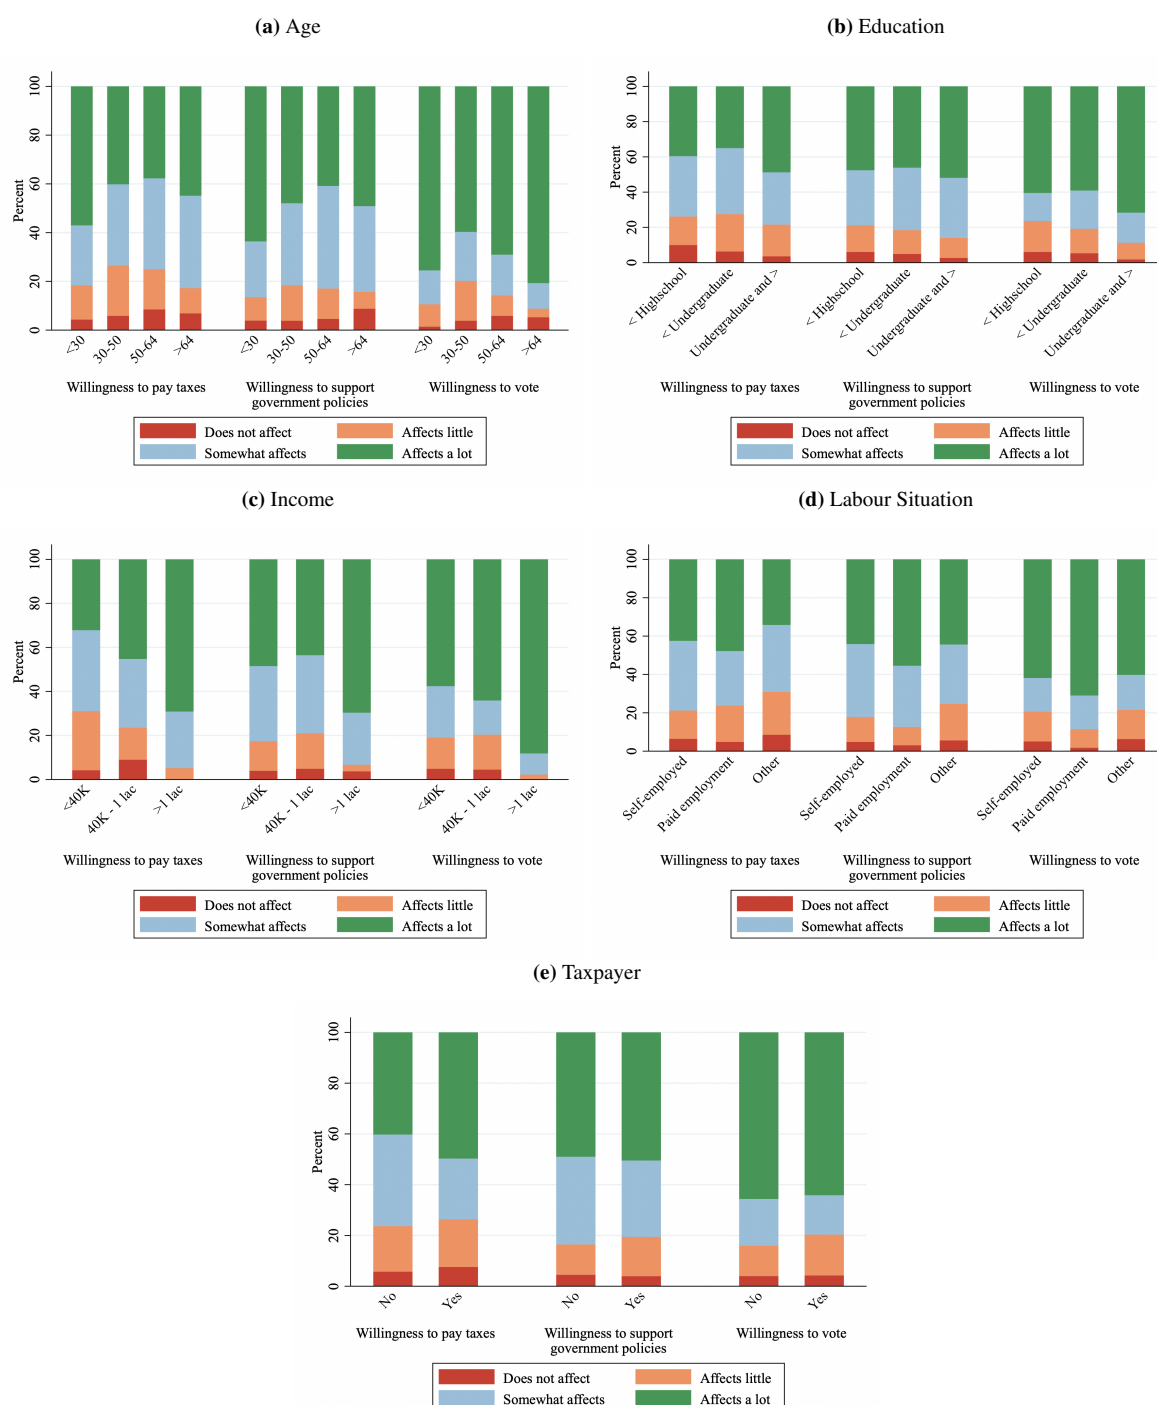 (a) Age
Percent
0 20 40 60 80 100
<30 30-50 50-64 >64 <30 30-50 50-64 >64 <30 30-50 50-64 >64
Willingness to pay taxes
Willingness to support
government policies
Willingness to vote
Does not affect
Affects little
Somewhat affects
Affects a lot
(b) Education
Percent
0 20 40 60 80 100
< Highschool < Undergraduate Undergraduate and > < Highschool < Undergraduate Undergraduate and > < Highschool < Undergraduate Undergraduate and >
Willingness to pay taxes
Willingness to support
government policies
Willingness to vote
Does not affect
Affects little
Somewhat affects
Affects a lot
(c) Income
Percent
0 20 40 60 80 100
<40K 40K - 1 lac >1 lac <40K 40K - 1 lac >1 lac <40K 40K - 1 lac >1 lac
Willingness to pay taxes
Willingness to support
government policies
Willingness to vote
Does not affect
Affects little
Somewhat affects
Affects a lot
(d) Labour Situation
Percent
0 20 40 60 80 100
Self-employed Paid employment Other Self-employed Paid employment Other Self-employed Paid employment Other
Willingness to pay taxes
Willingness to support
government policies
Willingness to vote
Does not affect
Affects little
Somewhat affects
Affects a lot
(e) Taxpayer
Percent
0 20 40 60 80 100
No Yes No Yes No Yes
Willingness to pay taxes
Willingness to support
government policies
Willingness to vote
Does not affect
Affects little
Somewhat affects
Affects a lot